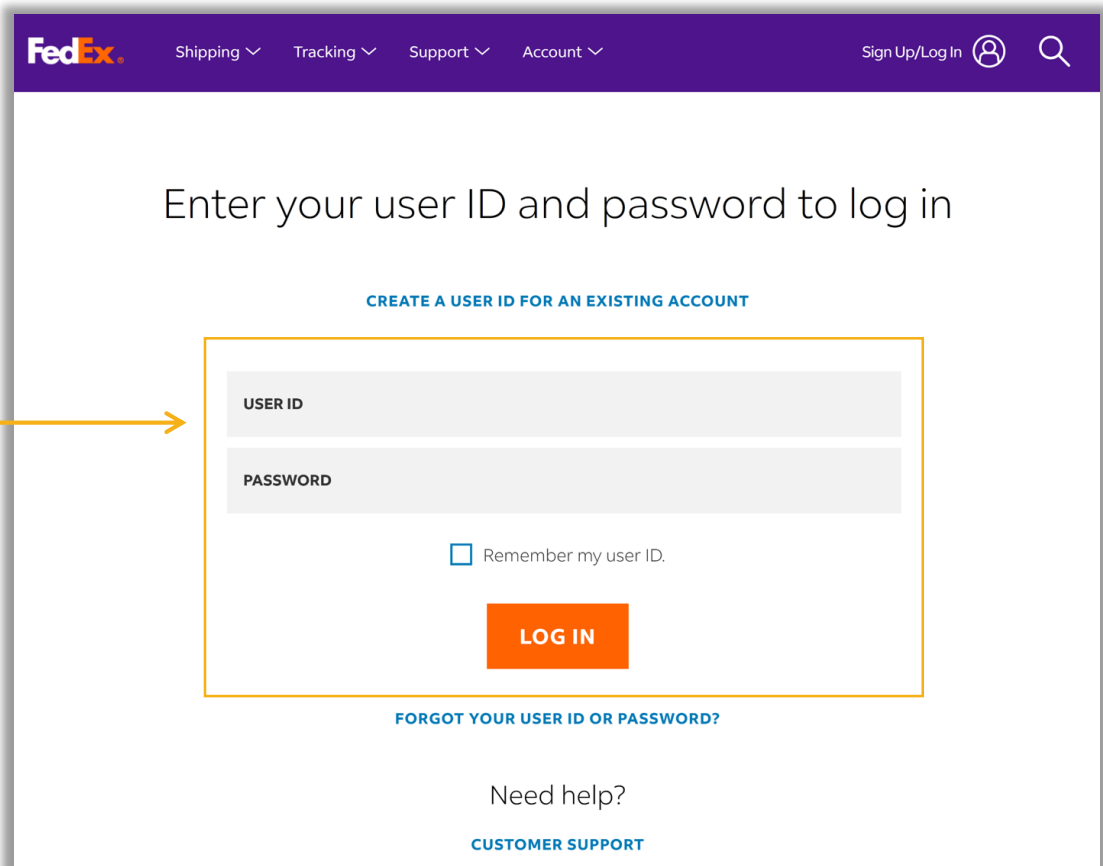 FedEx®
Shipping Tracking Support Account Sign Up/Log In
Enter your user ID and password to log in
CREATE A USER ID FOR AN EXISTING ACCOUNT
USER ID
PASSWORD
Remember my user ID.
LOG IN
FORGOT YOUR USER ID OR PASSWORD?
Need help?
CUSTOMER SUPPORT